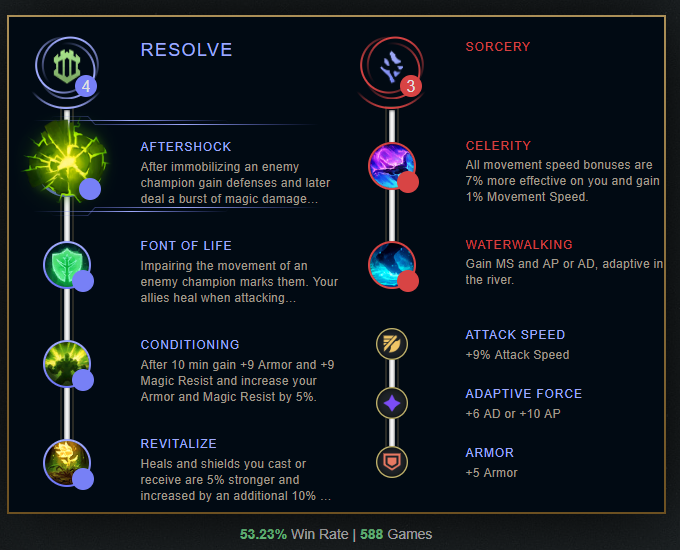 RESOLVE
4
AFTERSHOCK
After immobilizing an enemy
champion gain defenses and later
deal a burst of magic damage...
FONT OF LIFE
Impairing the movement of an
enemy champion marks them. Your
allies heal when attacking...
CONDITIONING
After 10 min gain +9 Armor and +9
Magic Resist and increase your
Armor and Magic Resist by 5%.
REVITALIZE
Heals and shields you cast or
receive are 5% stronger and
increased by an additional 10% ...
SORCERY
3
CELERITY
All movement speed bonuses are
7% more effective on you and gain
1% Movement Speed.
WATERWALKING
Gain MS and AP or AD, adaptive in
the river.
ATTACK SPEED
+9% Attack Speed
ADAPTIVE FORCE
+6 AD or +10 AP
ARMOR
+5 Armor
53.23% Win Rate | 588 Games